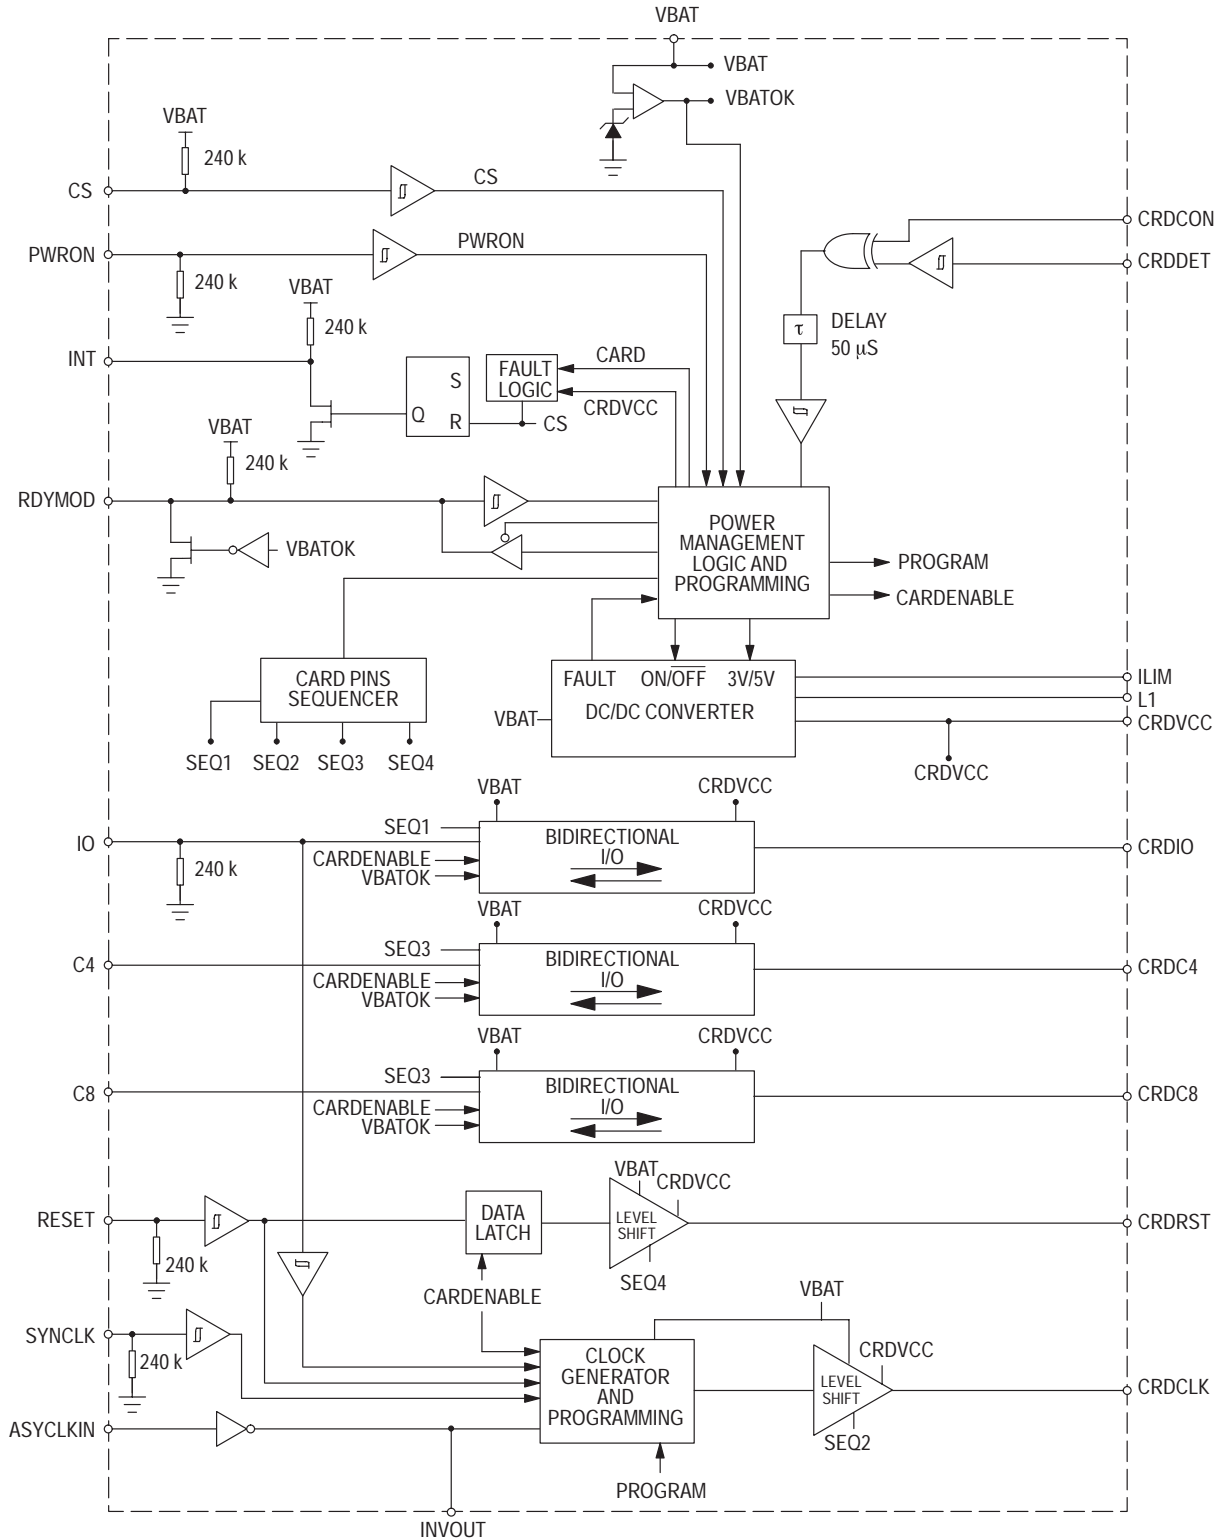 VBAT
VBAT
VBATOK
VBAT
240 k
CS
CS
CRDCON
PWRON
PWRON
CRDDET
240 k
VBAT
240 k
τ
DELAY
50 μS
INT
FAULT
LOGIC
CARD
S
CRDVCC
Q
R
CS
VBAT
240 k
RDYMOD
POWER
MANAGEMENT
LOGIC AND
PROGRAMMING
VBATOK
PROGRAM
CARDENABLE
CARD PINS
SEQUENCER
FAULT
ON/OFF
3V/5V
DC/DC CONVERTER
VBAT
ILIM
L1
CRDVCC
SEQ1
SEQ2
SEQ3
SEQ4
CRDVCC
VBAT
CRDVCC
IO
SEQ1
BIDIRECTIONAL
I/O
CRDIO
CARDENABLE
VBATOK
240 k
VBAT
CRDVCC
C4
SEQ3
BIDIRECTIONAL
I/O
CRDC4
CARDENABLE
VBATOK
VBAT
CRDVCC
C8
SEQ3
BIDIRECTIONAL
I/O
CRDC8
CARDENABLE
VBATOK
VBAT
CRDVCC
RESET
DATA
LATCH
LEVEL
SHIFT
CRDRST
240 k
SEQ4
CARDENABLE
VBAT
SYNCLK
240 k
CLOCK
GENERATOR
AND
PROGRAMMING
CRDVCC
LEVEL
SHIFT
CRDCLK
ASYCLKIN
SEQ2
PROGRAM
INVOUT